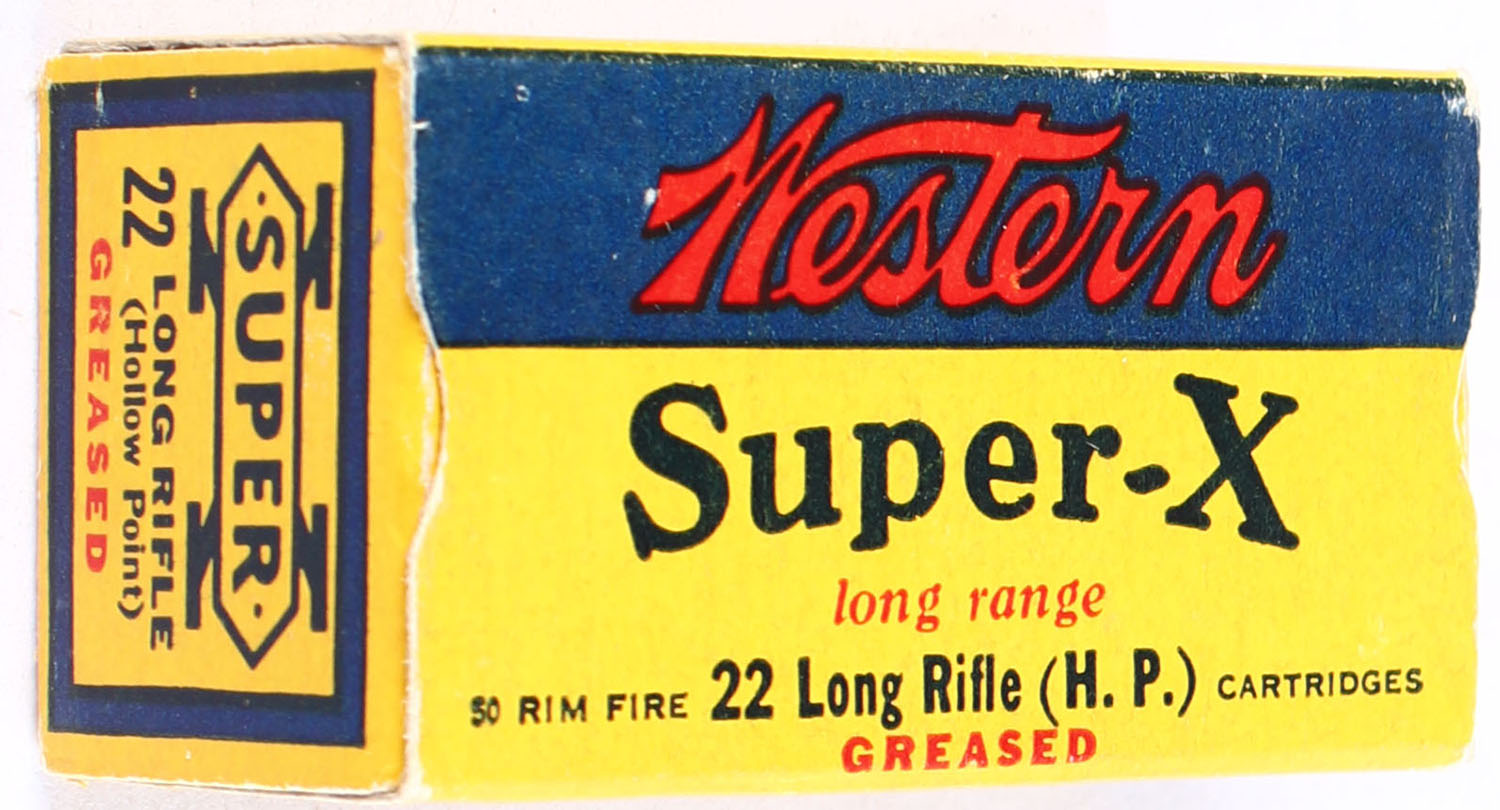 Western
Super-X
long range
50 RIM FIRE 22 Long Rifle (H. P.) CARTRIDGES
GREASED
·SUPER·
X
22 LONG RIFLE
(Hollow Point)
GREASED